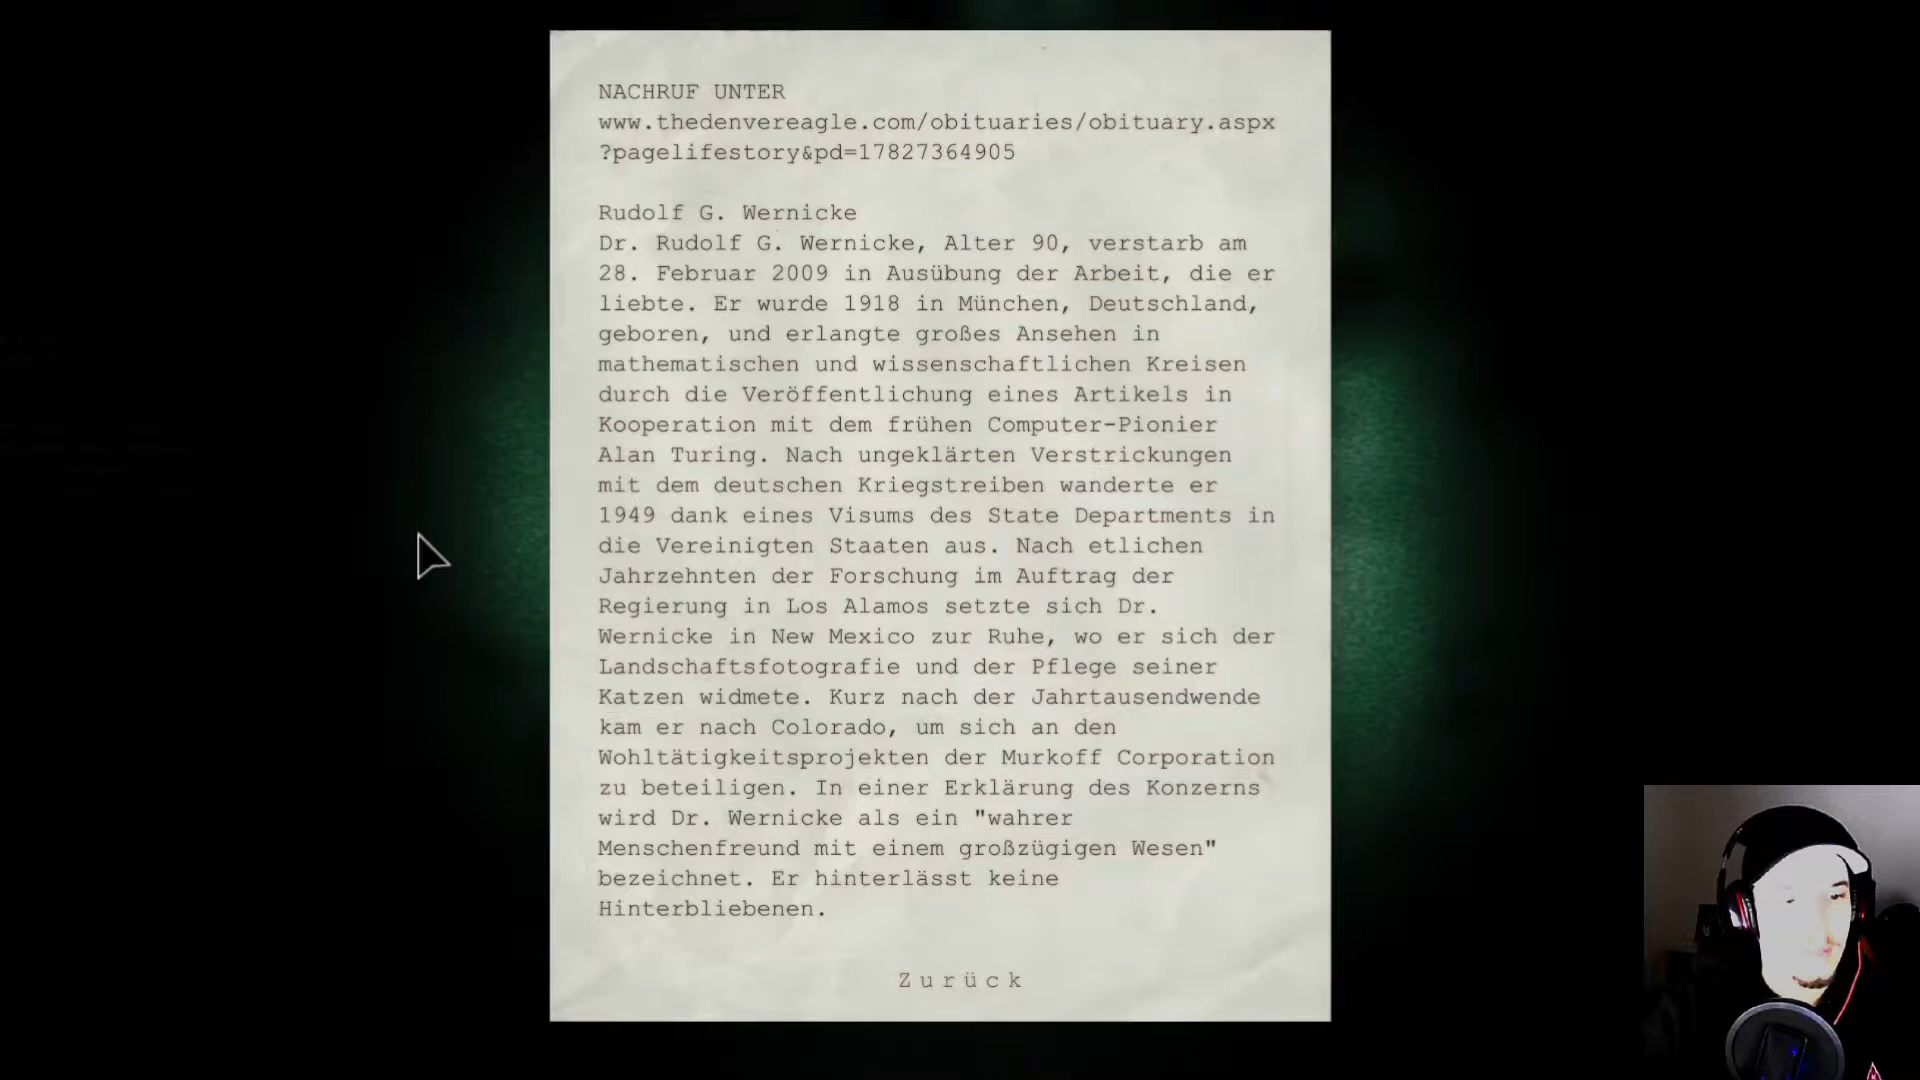 NACHRUF UNTER
www.thedenvereagle.com/obituaries/obituary.aspx
?pagelifestory&pd=17827364905
Rudolf G. Wernicke
Dr. Rudolf G. Wernicke, Alter 90, verstarb am
28. Februar 2009 in Ausübung der Arbeit, die er
liebte. Er wurde 1918 in München, Deutschland,
geboren, und erlangte großes Ansehen in
mathematischen und wissenschaftlichen Kreisen
durch die Veröffentlichung eines Artikels in
Kooperation mit dem frühen Computer-Pionier
Alan Turing. Nach ungeklärten Verstrickungen
mit dem deutschen Kriegstreiben wanderte er
1949 dank eines Visums des State Departments in
die Vereinigten Staaten aus. Nach etlichen
Jahrzehnten der Forschung im Auftrag der
Regierung in Los Alamos setzte sich Dr.
Wernicke in New Mexico zur Ruhe, wo er sich der
Landschaftsfotografie und der Pflege seiner
Katzen widmete. Kurz nach der Jahrtausendwende
kam er nach Colorado, um sich an den
Wohltätigkeitsprojekten der Murkoff Corporation
zu beteiligen. In einer Erklärung des Konzerns
wird Dr. Wernicke als ein "wahrer
Menschenfreund mit einem großzügigen Wesen"
bezeichnet. Er hinterlässt keine
Hinterbliebenen.
Zurück